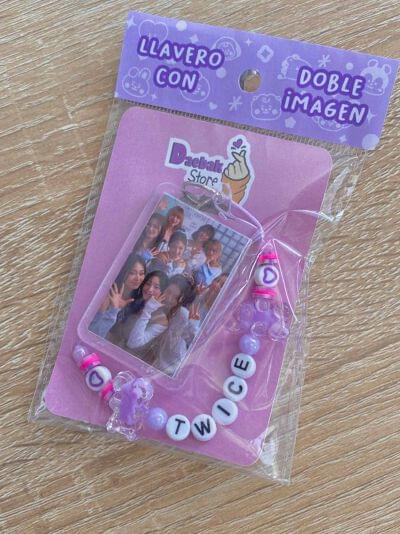 LLAVERO
CON
DOBLE
iMAGEN
Daebak
Store
TWICE